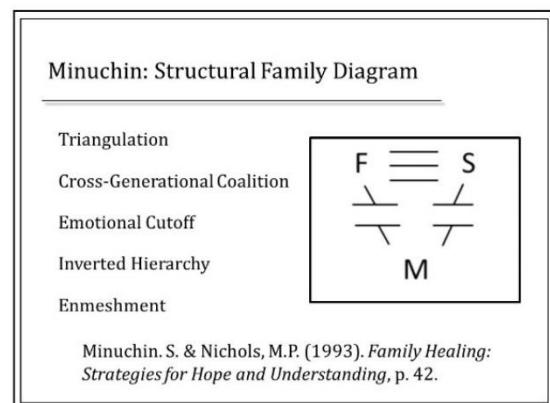 Minuchin: Structural Family Diagram
Triangulation
Cross-Generational Coalition
Emotional Cutoff
Inverted Hierarchy
Enmeshment
F S
M
Minuchin. S. & Nichols, M.P. (1993). Family Healing:
Strategies for Hope and Understanding, p. 42.